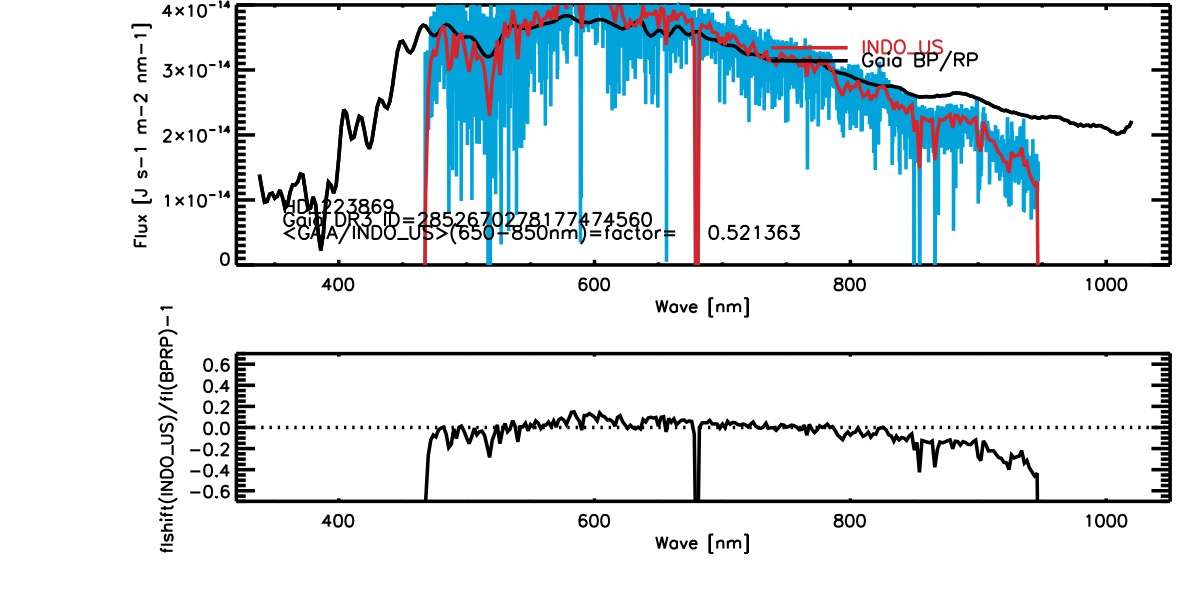 4×10−14
3×10−14
2×10−14
1×10−14
0
Flux [J s−1 m−2 nm−1]
INDO_US
Gaia BP/RP
HD223869
Gaia DR3 ID=2852670278177474560
<GAIA/INDO_US>(650−850nm)=factor= 0.521363
400 600 800 1000
Wave [nm]
flshift(INDO_US)/fl(BPRP)−1
0.6
0.4
0.2
0.0
−0.2
−0.4
−0.6
400 600 800 1000
Wave [nm]